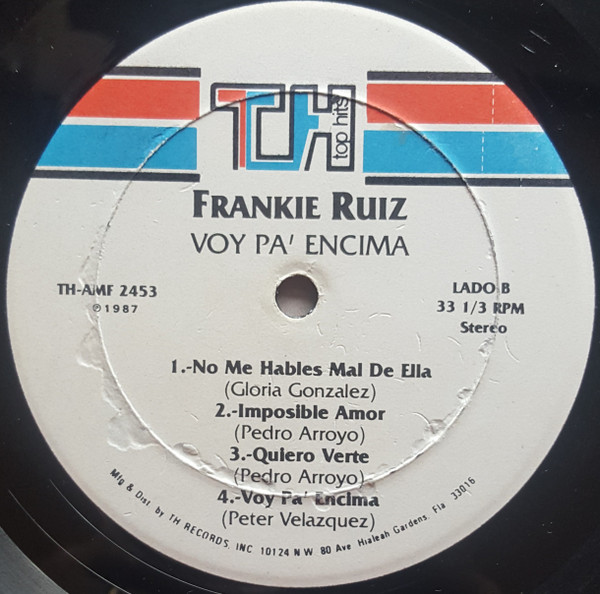 TH
top hits
FRANKIE RUIZ
VOY PA' ENCIMA
TH-AMF 2453
℗1987
LADO B
33 1/3 RPM
Stereo
1.-No Me Hables Mal De Ella
(Gloria Gonzalez)
2.-Imposible Amor
(Pedro Arroyo)
3.-Quiero Verte
(Pedro Arroyo)
4.-Voy Pa' Encima
(Peter Velazquez)
Mfg & Dist. by TH RECORDS, INC 10124 N W 80 Ave Hialeah Gardens, Fla 33016